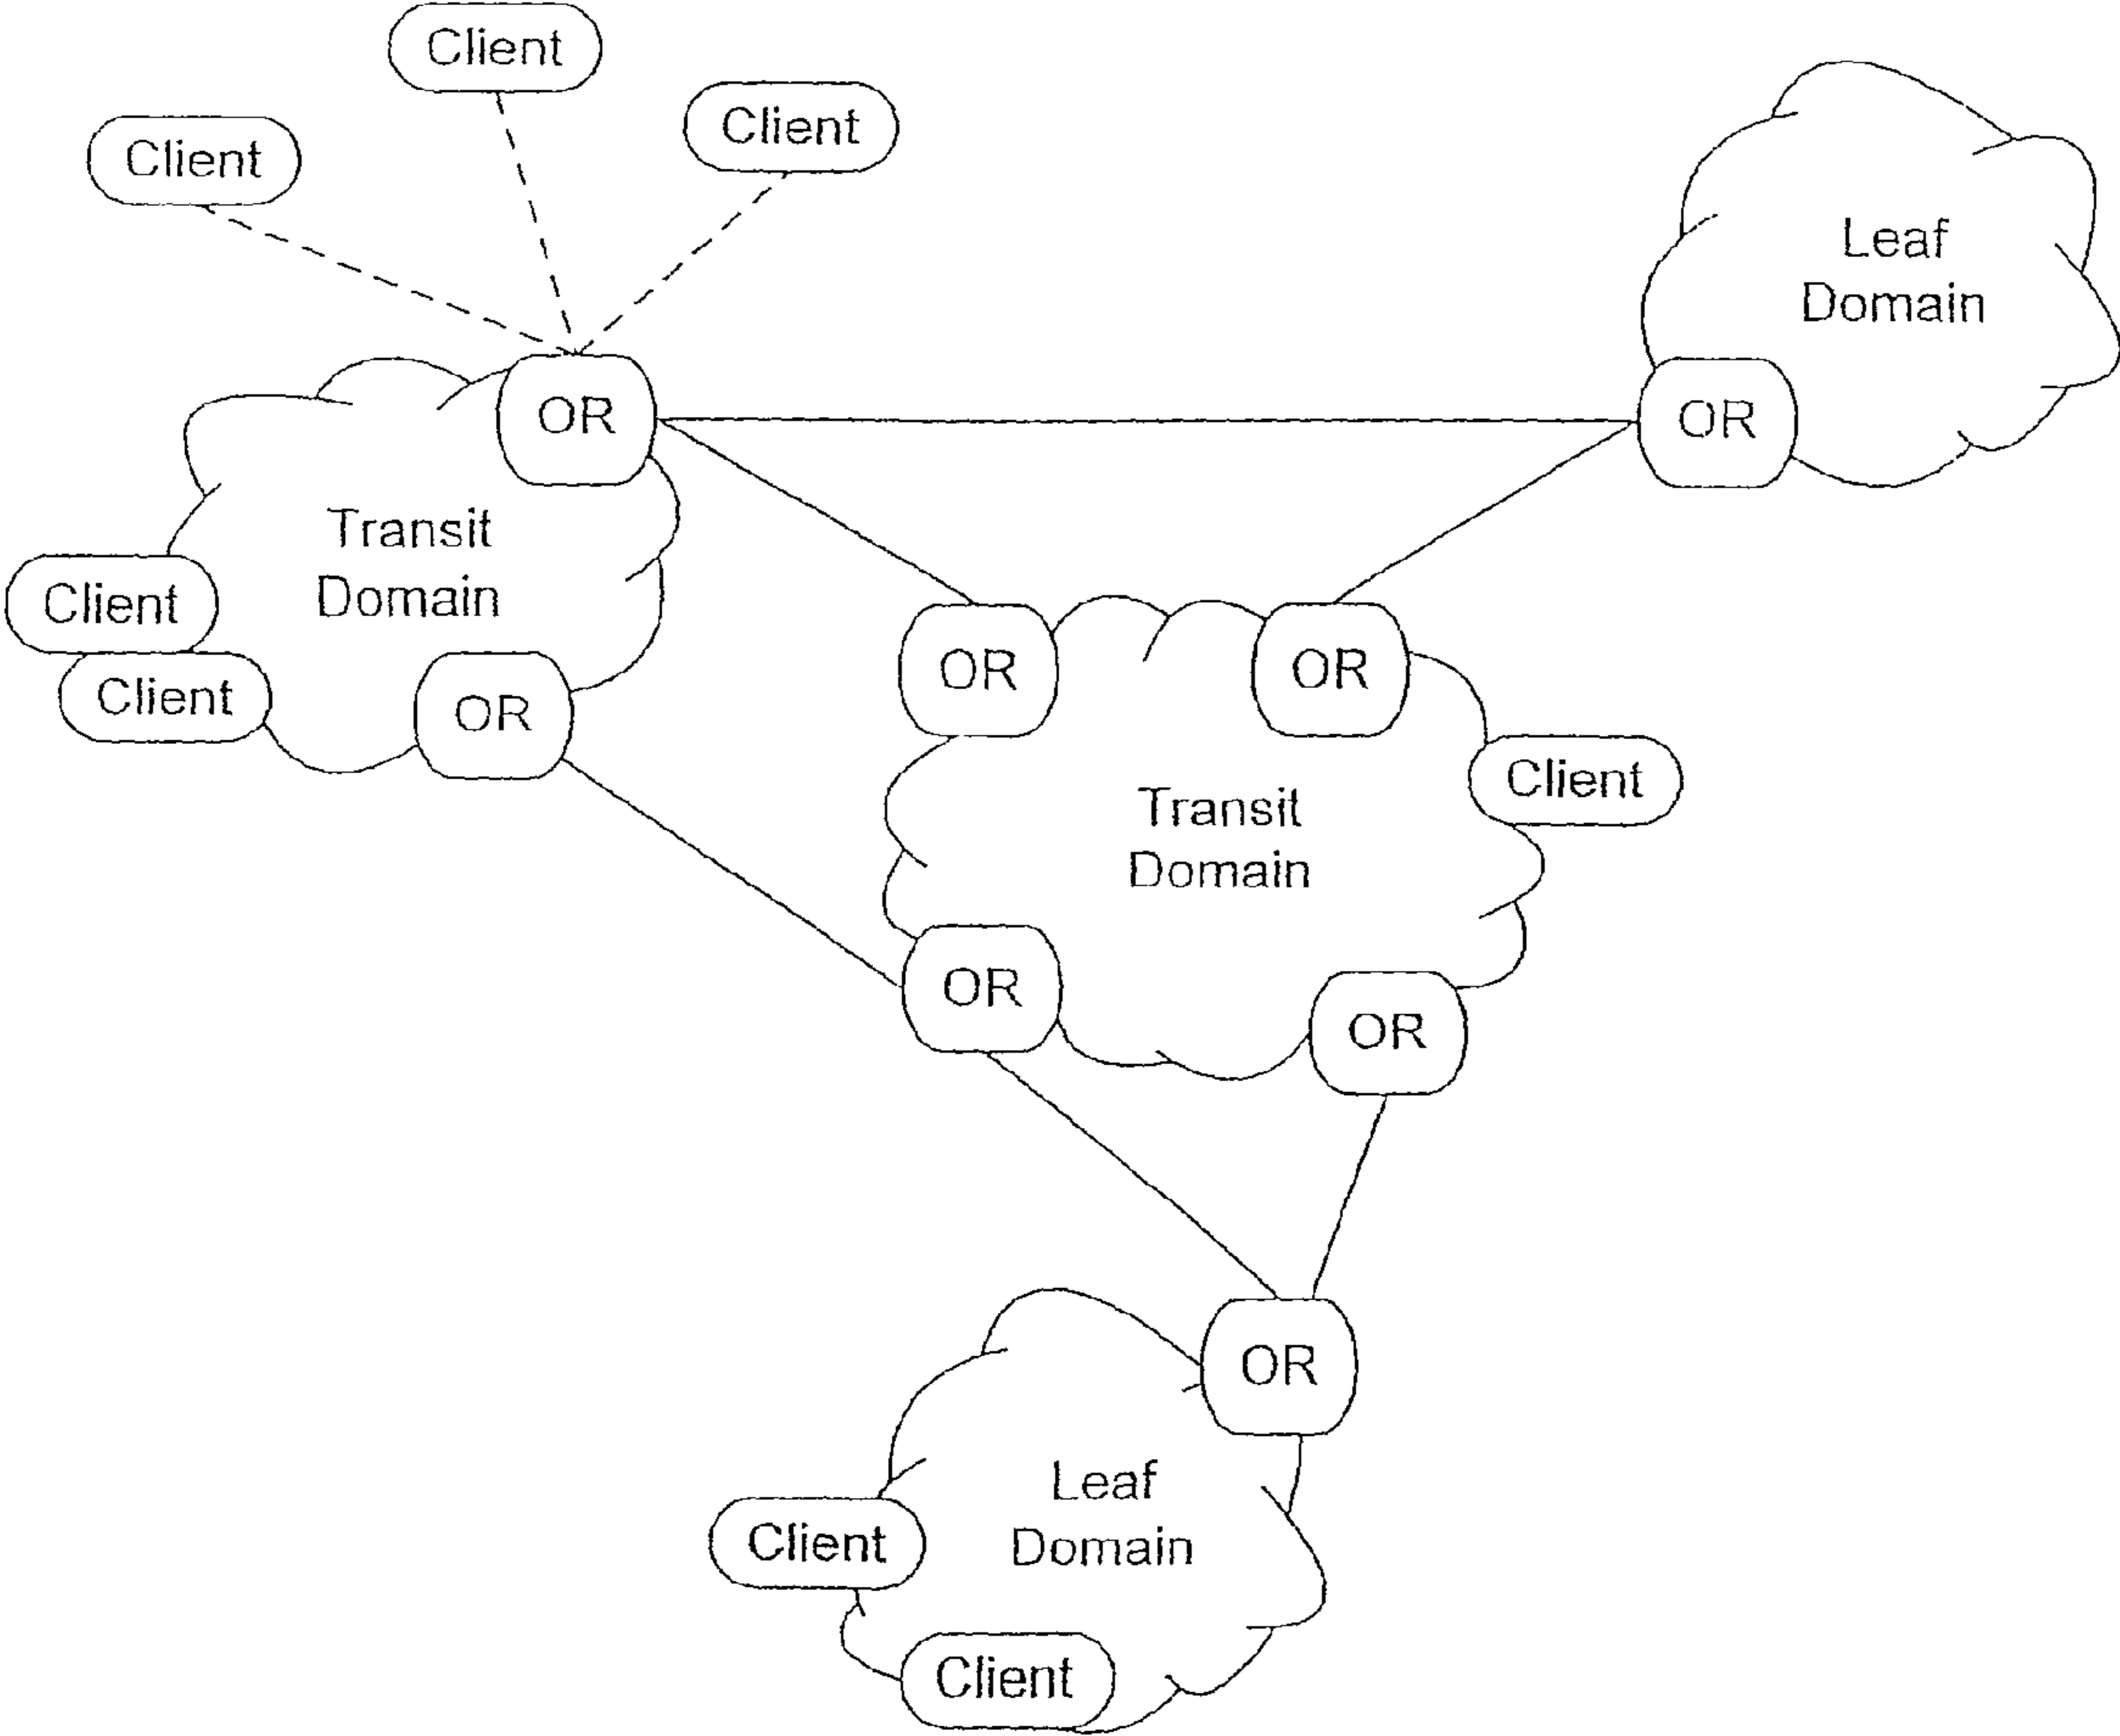 Client
Client
Client
Leaf
Domain
OR
OR
Transit
Domain
Client
Client
OR
OR
OR
Client
Transit
Domain
OR
OR
OR
Leaf
Domain
Client
Client